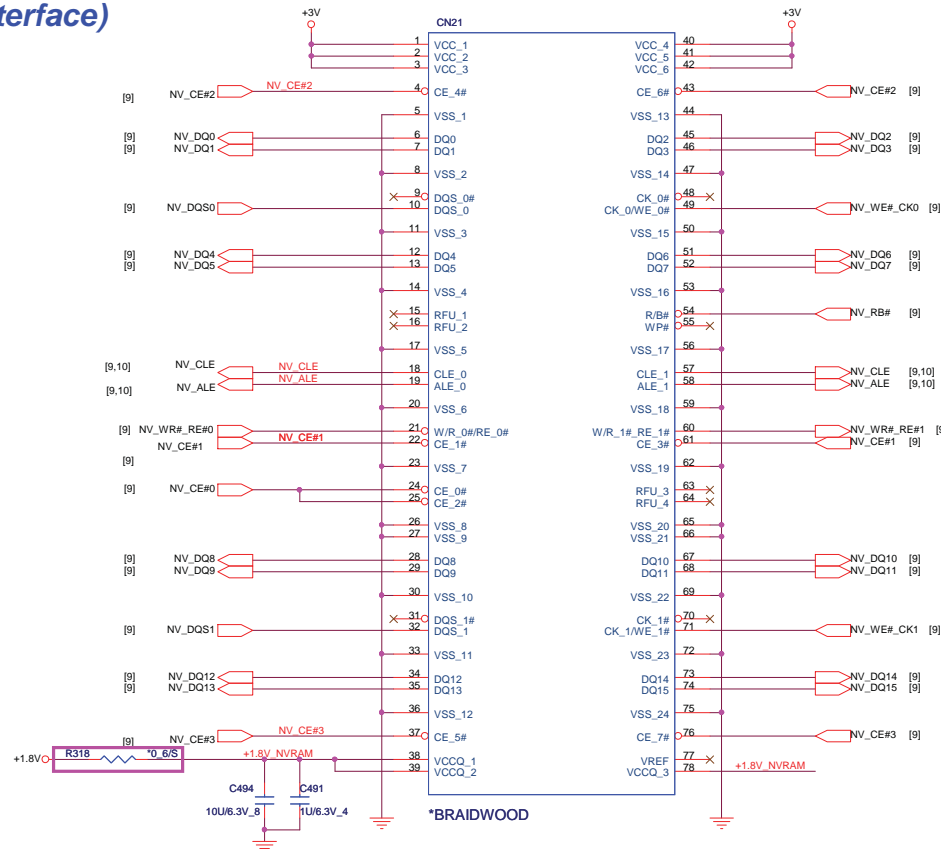 terface)
+3V +3V
CN21
1 VCC_1 VCC_4 40
2 VCC_2 VCC_5 41
3 VCC_3 VCC_6 42
[9] NV_CE#2 NV_CE#2 4 CE_4# CE_6# 43 NV_CE#2 [9]
5 VSS_1 VSS_13 44
[9] NV_DQ0 6 DQ0 DQ2 45 NV_DQ2 [9]
[9] NV_DQ1 7 DQ1 DQ3 46 NV_DQ3 [9]
8 VSS_2 VSS_14 47
9 DQS_0# CK_0# 48
[9] NV_DQS0 10 DQS_0 CK_0/WE_0# 49 NV_WE#_CK0 [9]
11 VSS_3 VSS_15 50
[9] NV_DQ4 12 DQ4 DQ6 51 NV_DQ6 [9]
[9] NV_DQ5 13 DQ5 DQ7 52 NV_DQ7 [9]
14 VSS_4 VSS_16 53
15 RFU_1 R/B# 54 NV_RB# [9]
16 RFU_2 WP# 55
17 VSS_5 VSS_17 56
[9,10] NV_CLE NV_CLE 18 CLE_0 CLE_1 57 NV_CLE [9,10]
[9,10] NV_ALE NV_ALE 19 ALE_0 ALE_1 58 NV_ALE [9,10]
20 VSS_6 VSS_18 59
[9] NV_WR#_RE#0 21 W/R_0#/RE_0# W/R_1#_RE_1# 60 NV_WR#_RE#1 [9
NV_CE#1 NV_CE#1 22 CE_1# CE_3# 61 NV_CE#1 [9]
[9]
23 VSS_7 VSS_19 62
[9] NV_CE#0 24 CE_0# RFU_3 63
25 CE_2# RFU_4 64
26 VSS_8 VSS_20 65
27 VSS_9 VSS_21 66
[9] NV_DQ8 28 DQ8 DQ10 67 NV_DQ10 [9]
[9] NV_DQ9 29 DQ9 DQ11 68 NV_DQ11 [9]
30 VSS_10 VSS_22 69
31 DQS_1# CK_1# 70
[9] NV_DQS1 32 DQS_1 CK_1/WE_1# 71 NV_WE#_CK1 [9]
33 VSS_11 VSS_23 72
[9] NV_DQ12 34 DQ12 DQ14 73 NV_DQ14 [9]
[9] NV_DQ13 35 DQ13 DQ15 74 NV_DQ15 [9]
36 VSS_12 VSS_24 75
[9] NV_CE#3 NV_CE#3 37 CE_5# CE_7# 76 NV_CE#3 [9]
+1.8V R318 *0_6/S +1.8V_NVRAM 38 VCCQ_1 VREF 77
39 VCCQ_2 VCCQ_3 78 +1.8V_NVRAM
C494 C491
10U/6.3V_8 1U/6.3V_4
*BRAIDWOOD